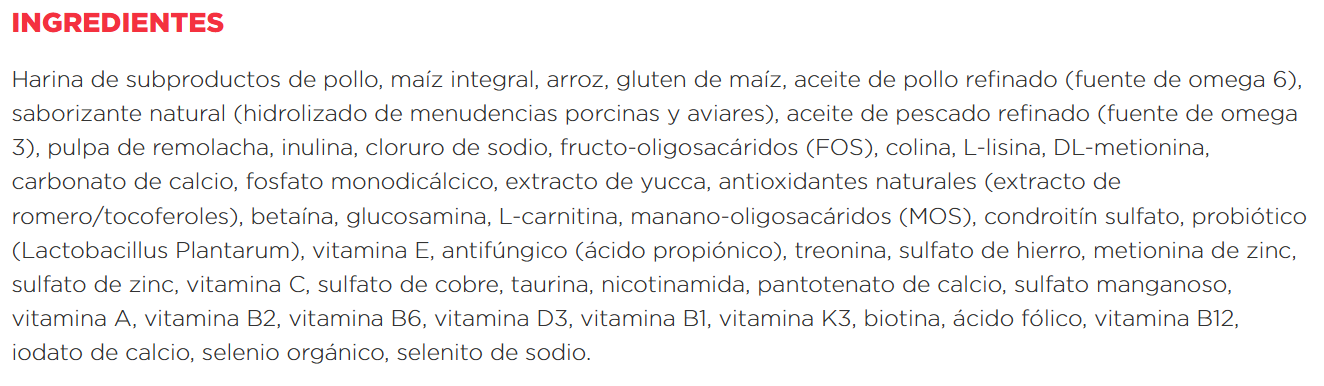 INGREDIENTES
Harina de subproductos de pollo, maíz integral, arroz, gluten de maíz, aceite de pollo refinado (fuente de omega 6),
saborizante natural (hidrolizado de menudencias porcinas y aviares), aceite de pescado refinado (fuente de omega
3), pulpa de remolacha, inulina, cloruro de sodio, fructo-oligosacáridos (FOS), colina, L-lisina, DL-metionina,
carbonato de calcio, fosfato monodicálcico, extracto de yucca, antioxidantes naturales (extracto de
romero/tocoferoles), betaína, glucosamina, L-carnitina, manano-oligosacáridos (MOS), condroitín sulfato, probiótico
(Lactobacillus Plantarum), vitamina E, antifúngico (ácido propiónico), treonina, sulfato de hierro, metionina de zinc,
sulfato de zinc, vitamina C, sulfato de cobre, taurina, nicotinamida, pantotenato de calcio, sulfato manganoso,
vitamina A, vitamina B2, vitamina B6, vitamina D3, vitamina B1, vitamina K3, biotina, ácido fólico, vitamina B12,
iodato de calcio, selenio orgánico, selenito de sodio.